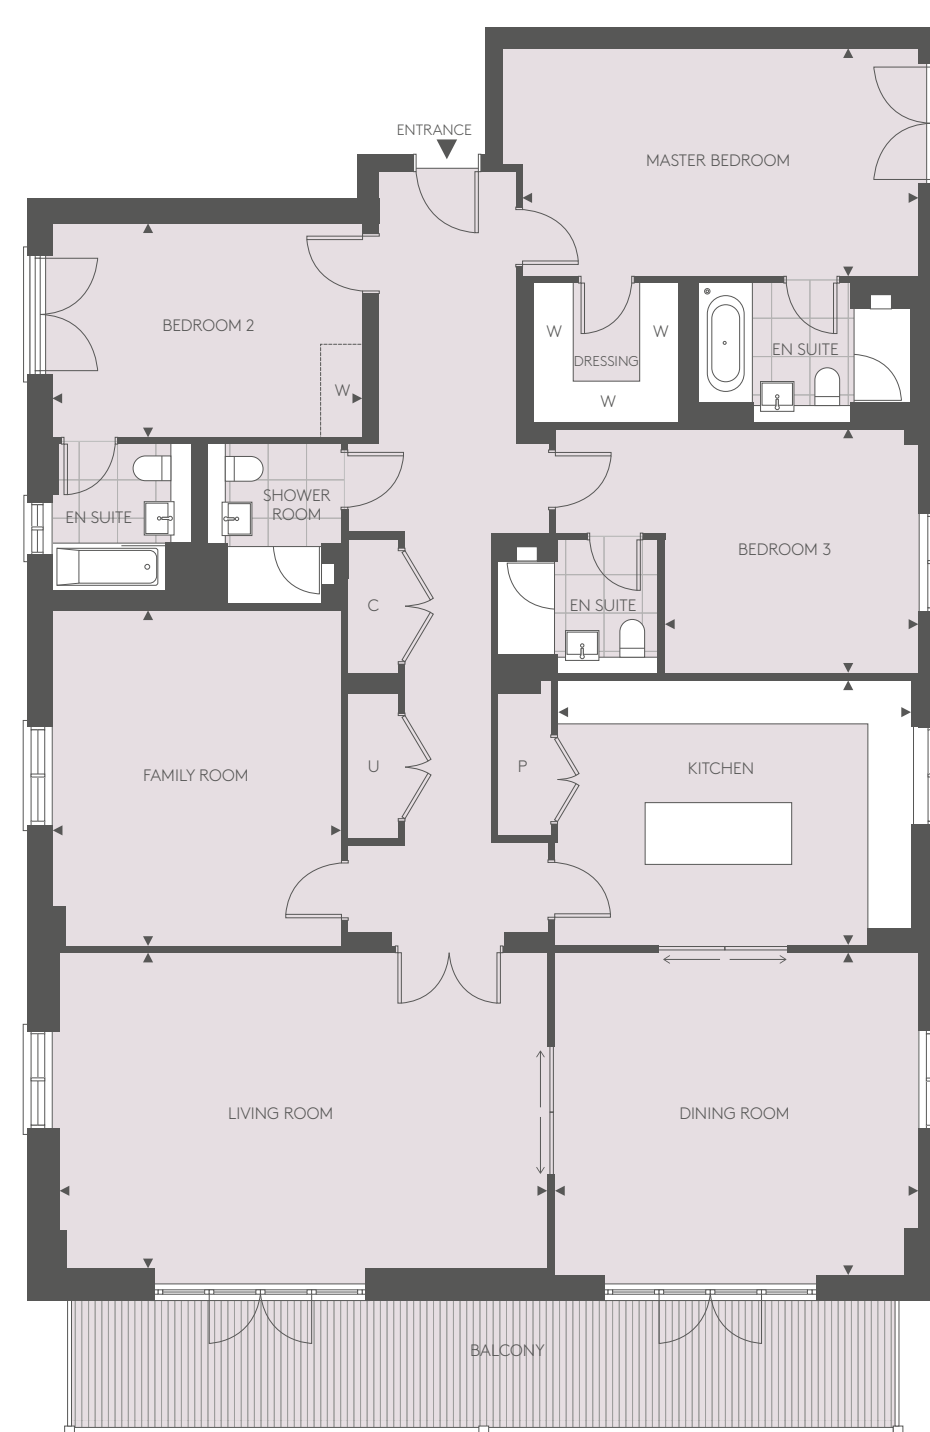 ENTRANCE
MASTER BEDROOM
BEDROOM 2
W
W
W
DRESSING
W
EN SUITE
EN SUITE
SHOWER
ROOM
BEDROOM 3
EN SUITE
C
U
P
KITCHEN
FAMILY ROOM
LIVING ROOM
DINING ROOM
BALCONY